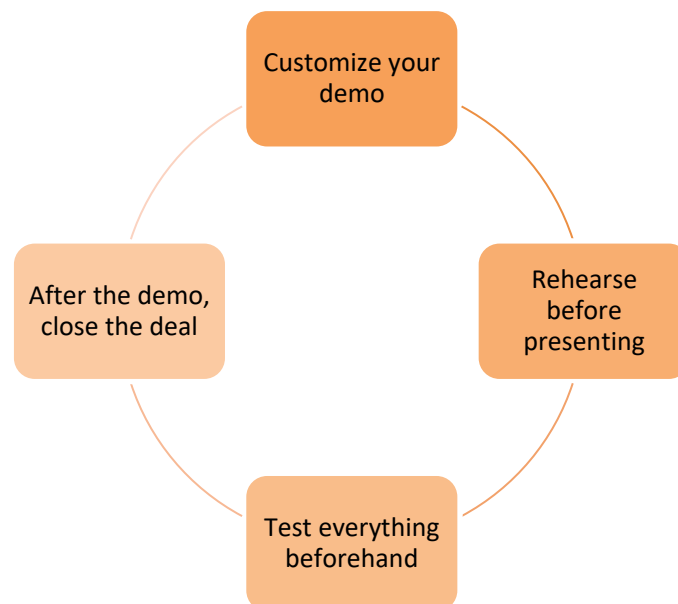 Customize your
demo
Rehearse
before
presenting
Test everything
beforehand
After the demo,
close the deal